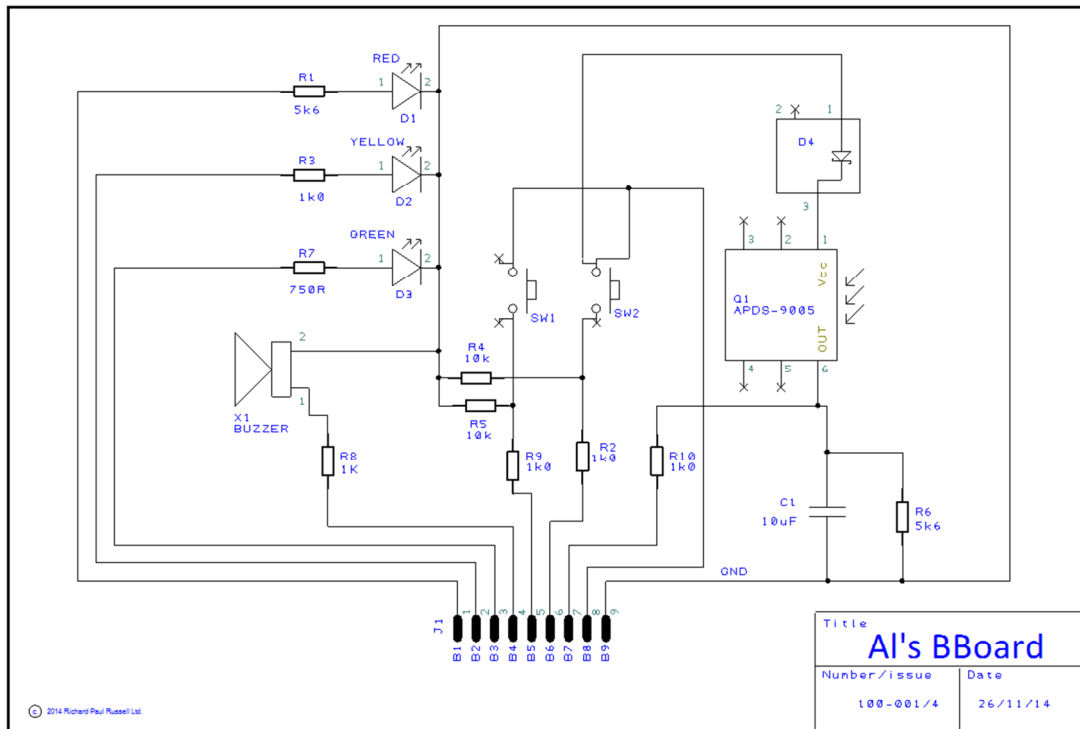 RED
R1
1
2
5k6
D1
YELLOW
R3
1
2
1k0
D2
GREEN
R7
1
2
750R
D3
2
1
D4
3
3
2
1
Vcc
Q1
APDS-9005
OUT
4
5
6
SW1
SW2
2
1
X1
BUZZER
R4
10k
R5
10k
R8
1K
R9
1k0
R2
1k0
R10
1k0
C1
10uF
R6
5k6
GND
J1
1
2
3
4
5
6
7
8
9
B1
B2
B3
B4
B5
B6
B7
B8
B9
Title
Al's BBoard
Number/issue
Date
100-001/4
26/11/14
© 2014 Richard Paul Russell Ltd.